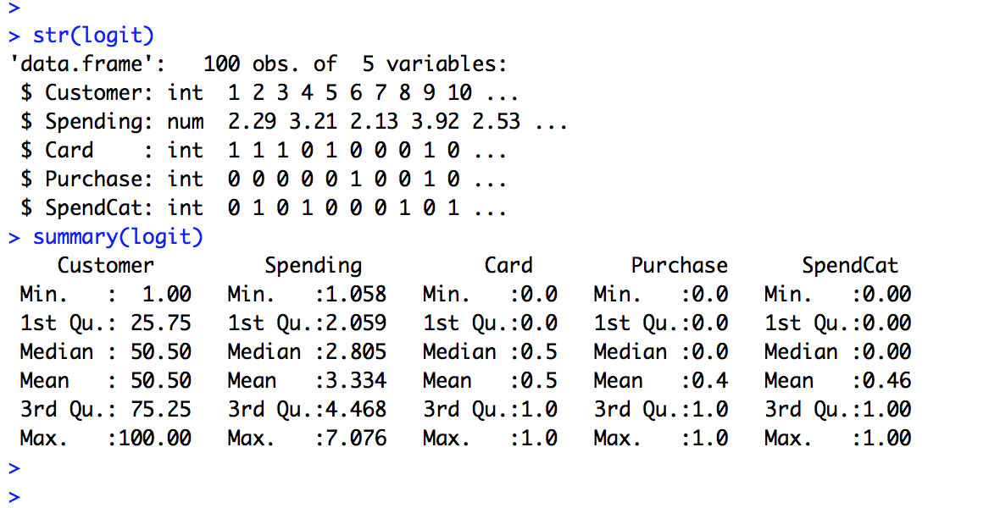 >
> str(logit)
'data.frame':   100 obs. of  5 variables:
 $ Customer: int  1 2 3 4 5 6 7 8 9 10 ...
 $ Spending: num  2.29 3.21 2.13 3.92 2.53 ...
 $ Card    : int  1 1 1 0 1 0 0 0 1 0 ...
 $ Purchase: int  0 0 0 0 0 1 0 0 1 0 ...
 $ SpendCat: int  0 1 0 1 0 0 0 1 0 1 ...
> summary(logit)
    Customer         Spending          Card        Purchase      SpendCat   
 Min.   :  1.00   Min.   :1.058   Min.   :0.0   Min.   :0.0   Min.   :0.00  
 1st Qu.: 25.75   1st Qu.:2.059   1st Qu.:0.0   1st Qu.:0.0   1st Qu.:0.00  
 Median : 50.50   Median :2.805   Median :0.5   Median :0.0   Median :0.00  
 Mean   : 50.50   Mean   :3.334   Mean   :0.5   Mean   :0.4   Mean   :0.46  
 3rd Qu.: 75.25   3rd Qu.:4.468   3rd Qu.:1.0   3rd Qu.:1.0   3rd Qu.:1.00  
 Max.   :100.00   Max.   :7.076   Max.   :1.0   Max.   :1.0   Max.   :1.00  
>
>